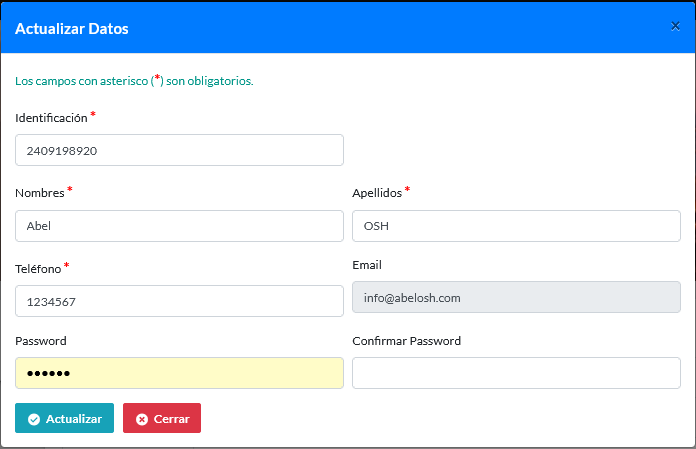 Actualizar Datos ×
Los campos con asterisco (*) son obligatorios.
Identificación *
2409198920
Nombres * Apellidos *
Abel OSH
Teléfono * Email
1234567 info@abelosh.com
Password Confirmar Password
••••••
Actualizar Cerrar